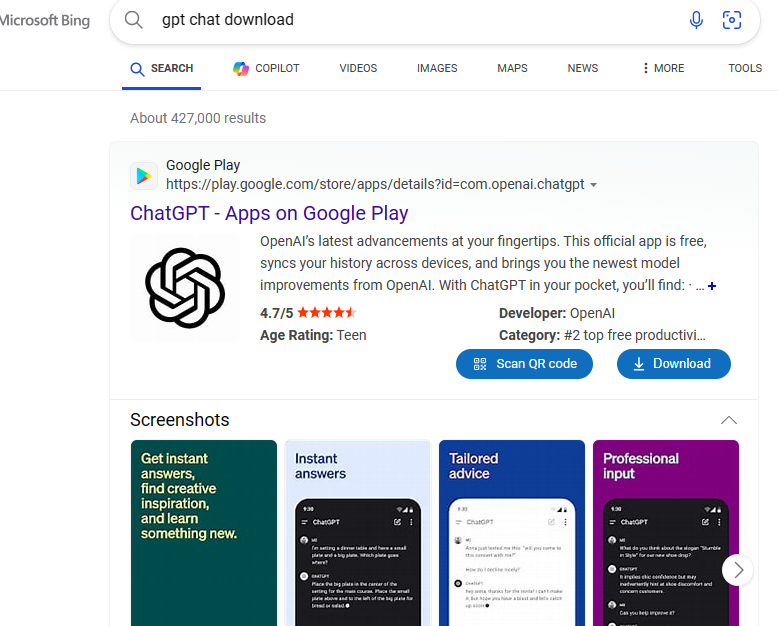 Microsoft Bing
gpt chat download
SEARCH
COPILOT
VIDEOS
IMAGES
MAPS
NEWS
MORE
TOOLS
About 427,000 results
Google Play
https://play.google.com/store/apps/details?id=com.openai.chatgpt
ChatGPT - Apps on Google Play
OpenAI's latest advancements at your fingertips. This official app is free,
syncs your history across devices, and brings you the newest model
improvements from OpenAI. With ChatGPT in your pocket, you'll find: · ... +
4.7/5
Developer: OpenAI
Age Rating: Teen
Category: #2 top free productivi...
Scan QR code
Download
Screenshots
Get instant
answers,
find creative
inspiration,
and learn
something new.
Instant
answers
9:30
ChatGPT
ME
I'm setting a dinner table and have a small
plate and a big plate. Which plate goes
where?
CHATGPT
Place the big plate in the center of the
setting for the main course. Place the small
plate above and to the left of the big plate for
bread or salad.
Tailored
advice
9:30
ChatGPT
ME
Anna just texted me this "will you come to
this concert with me?"
How do I decline nicely?
CHATGPT
hey anna, thanks for the invite! I can't make
it, but hope you have a blast and let's catch
up soon!
Professional
input
9:30
ChatGPT
ME
What do you think about the slogan "Stumble
in Style" for our new shoe drop?
CHATGPT
It implies chic confidence but may
inadvertently hint at shoe discomfort and
concern customers.
ME
Can you help improve it?